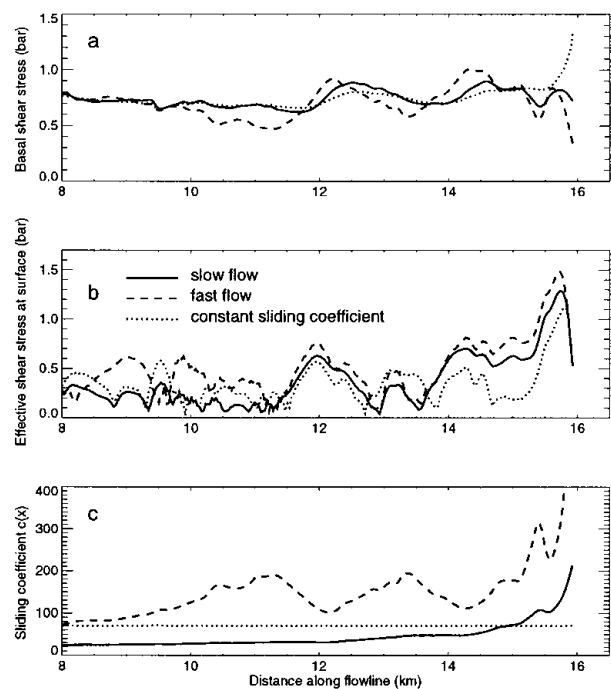 Basal shear stress (bar)
1.5
1.0
0.5
0.0
a
8
10
12
14
16
Effective shear stress at surface (bar)
1.5
1.0
0.5
0.0
b
slow flow
fast flow
constant sliding coefficient
8
10
12
14
16
Sliding coefficient c(x)
400
300
200
100
0
c
8
10
12
14
16
Distance along flowline (km)